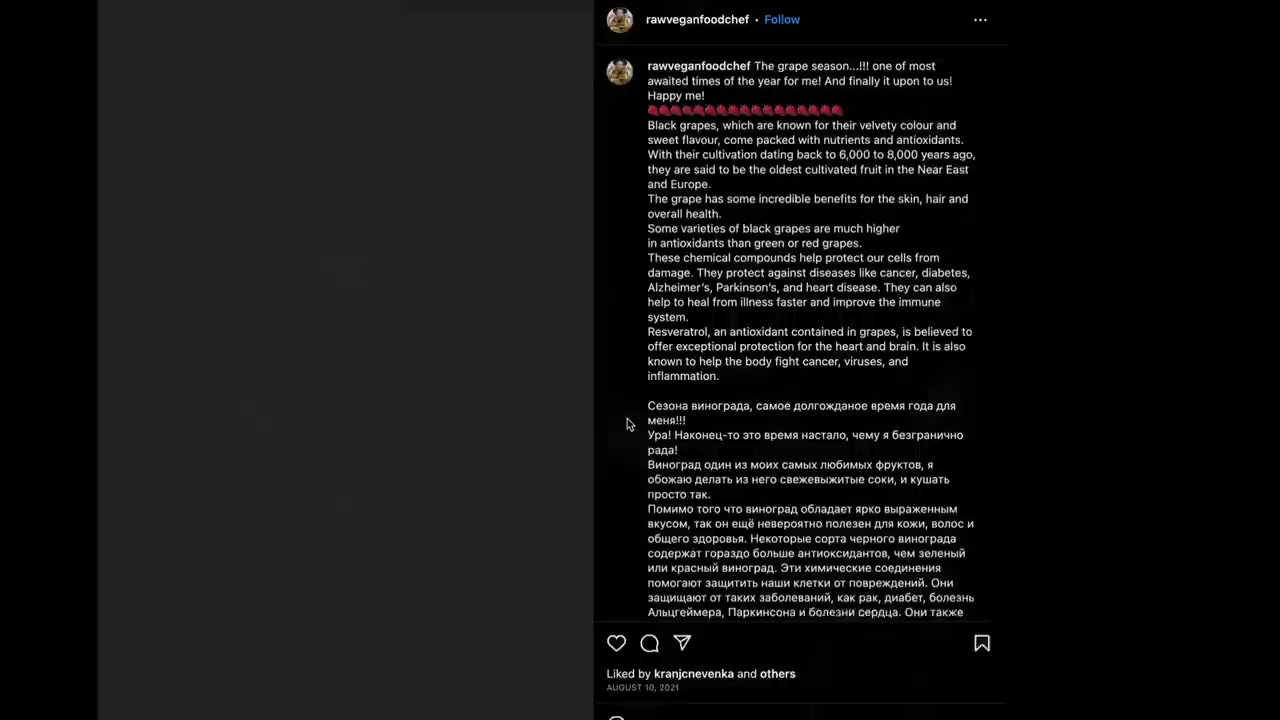 rawveganfoodchef • Follow
rawveganfoodchef The grape season...!!! one of most
awaited times of the year for me! And finally it upon to us!
Happy me!
Black grapes, which are known for their velvety colour and
sweet flavour, come packed with nutrients and antioxidants.
With their cultivation dating back to 6,000 to 8,000 years ago,
they are said to be the oldest cultivated fruit in the Near East
and Europe.
The grape has some incredible benefits for the skin, hair and
overall health.
Some varieties of black grapes are much higher
in antioxidants than green or red grapes.
These chemical compounds help protect our cells from
damage. They protect against diseases like cancer, diabetes,
Alzheimer's, Parkinson's, and heart disease. They can also
help to heal from illness faster and improve the immune
system.
Resveratrol, an antioxidant contained in grapes, is believed to
offer exceptional protection for the heart and brain. It is also
known to help the body fight cancer, viruses, and
inflammation.
Сезона винограда, самое долгожданое время года для
меня!!!
Ура! Наконец-то это время настало, чему я безгранично
рада!
Виноград один из моих самых любимых фруктов, я
обожаю делать из него свежевыжитые соки, и кушать
просто так.
Помимо того что виноград обладает ярко выраженным
вкусом, так он ещё невероятно полезен для кожи, волос и
общего здоровья. Некоторые сорта черного винограда
содержат гораздо больше антиоксидантов, чем зеленый
или красный виноград. Эти химические соединения
помогают защитить наши клетки от повреждений. Они
защищают от таких заболеваний, как рак, диабет, болезнь
Альцгеймера, Паркинсона и болезни сердца. Они также
Liked by kranjcnevenka and others
AUGUST 10, 2021